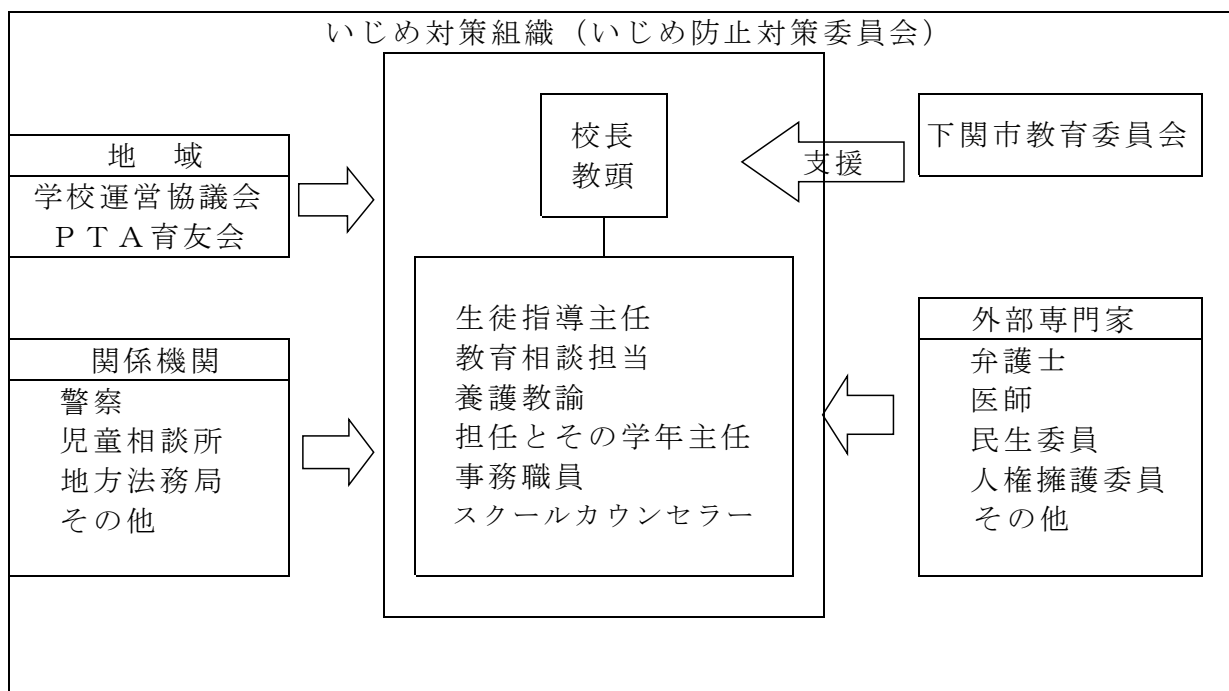 いじめ対策組織（いじめ防止対策委員会）
校長
教頭
支援
下関市教育委員会
地　域
学校運営協議会
ＰＴＡ育友会
生徒指導主任
教育相談担当
養護教諭
担任とその学年主任
事務職員
スクールカウンセラー
関係機関
警察
児童相談所
地方法務局
その他
外部専門家
弁護士
医師
民生委員
人権擁護委員
その他